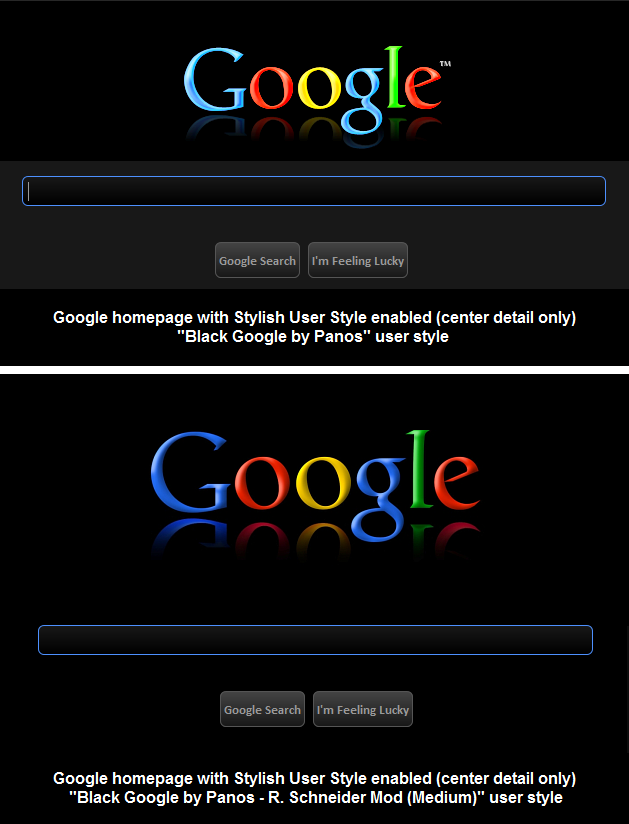 Google™
Google Search I'm Feeling Lucky
Google homepage with Stylish User Style enabled (center detail only)
"Black Google by Panos" user style
Google
Google Search I'm Feeling Lucky
Google homepage with Stylish User Style enabled (center detail only)
"Black Google by Panos - R. Schneider Mod (Medium)" user style